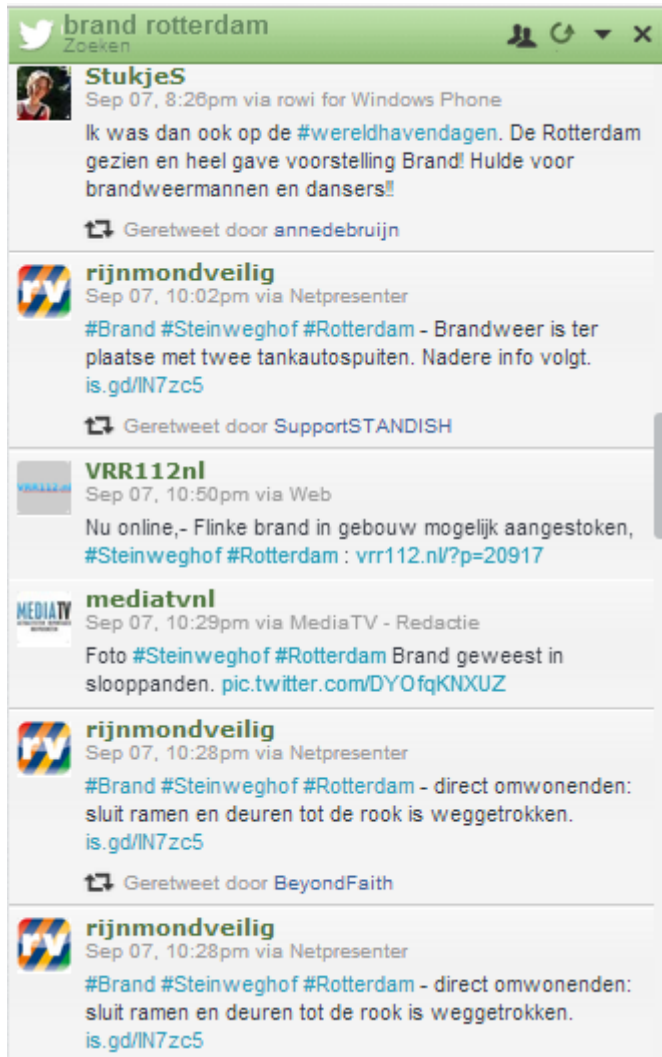 brand rotterdam
Zoeken
StukjeS
Sep 07, 8:26pm via rowi for Windows Phone
Ik was dan ook op de #wereldhavendagen. De Rotterdam
gezien en heel gave voorstelling Brand! Hulde voor
brandweermannen en dansers!!
Geretweet door annedebruijn
rv
rijnmondveilig
Sep 07, 10:02pm via Netpresenter
#Brand #Steinweghof #Rotterdam - Brandweer is ter
plaatse met twee tankautospuiten. Nadere info volgt.
is.gd/lN7zc5
Geretweet door SupportSTANDISH
VRR112.nl
VRR112nl
Sep 07, 10:50pm via Web
Nu online,- Flinke brand in gebouw mogelijk aangestoken,
#Steinweghof #Rotterdam : vrr112.nl/?p=20917
MEDIATV
mediatvnl
Sep 07, 10:29pm via MediaTV - Redactie
Foto #Steinweghof #Rotterdam Brand geweest in
slooppanden. pic.twitter.com/DYOfqKNXUZ
rv
rijnmondveilig
Sep 07, 10:28pm via Netpresenter
#Brand #Steinweghof #Rotterdam - direct omwonenden:
sluit ramen en deuren tot de rook is weggetrokken.
is.gd/lN7zc5
Geretweet door BeyondFaith
rv
rijnmondveilig
Sep 07, 10:28pm via Netpresenter
#Brand #Steinweghof #Rotterdam - direct omwonenden:
sluit ramen en deuren tot de rook is weggetrokken.
is.gd/lN7zc5